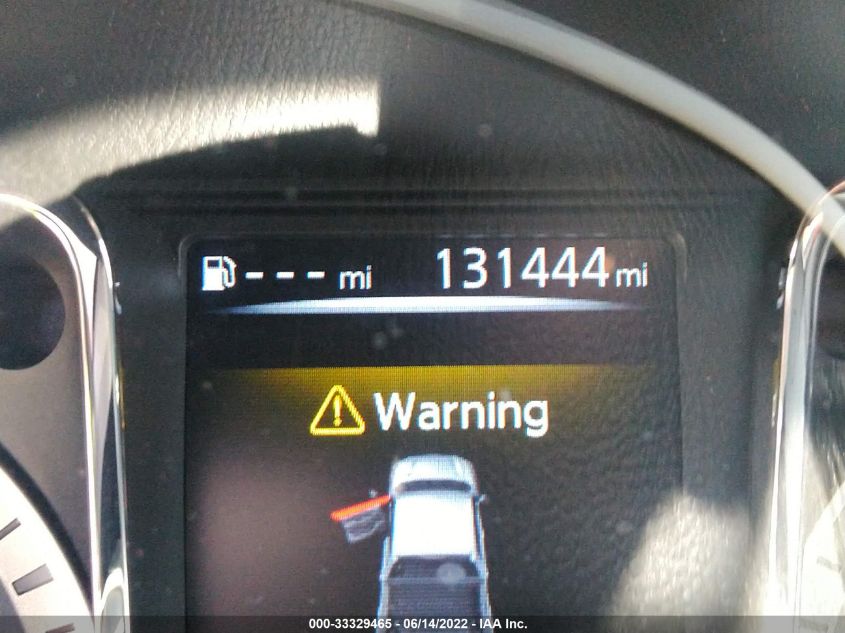 --- mi 131444 mi
Warning
000-33329465 - 06/14/2022 - IAA Inc.